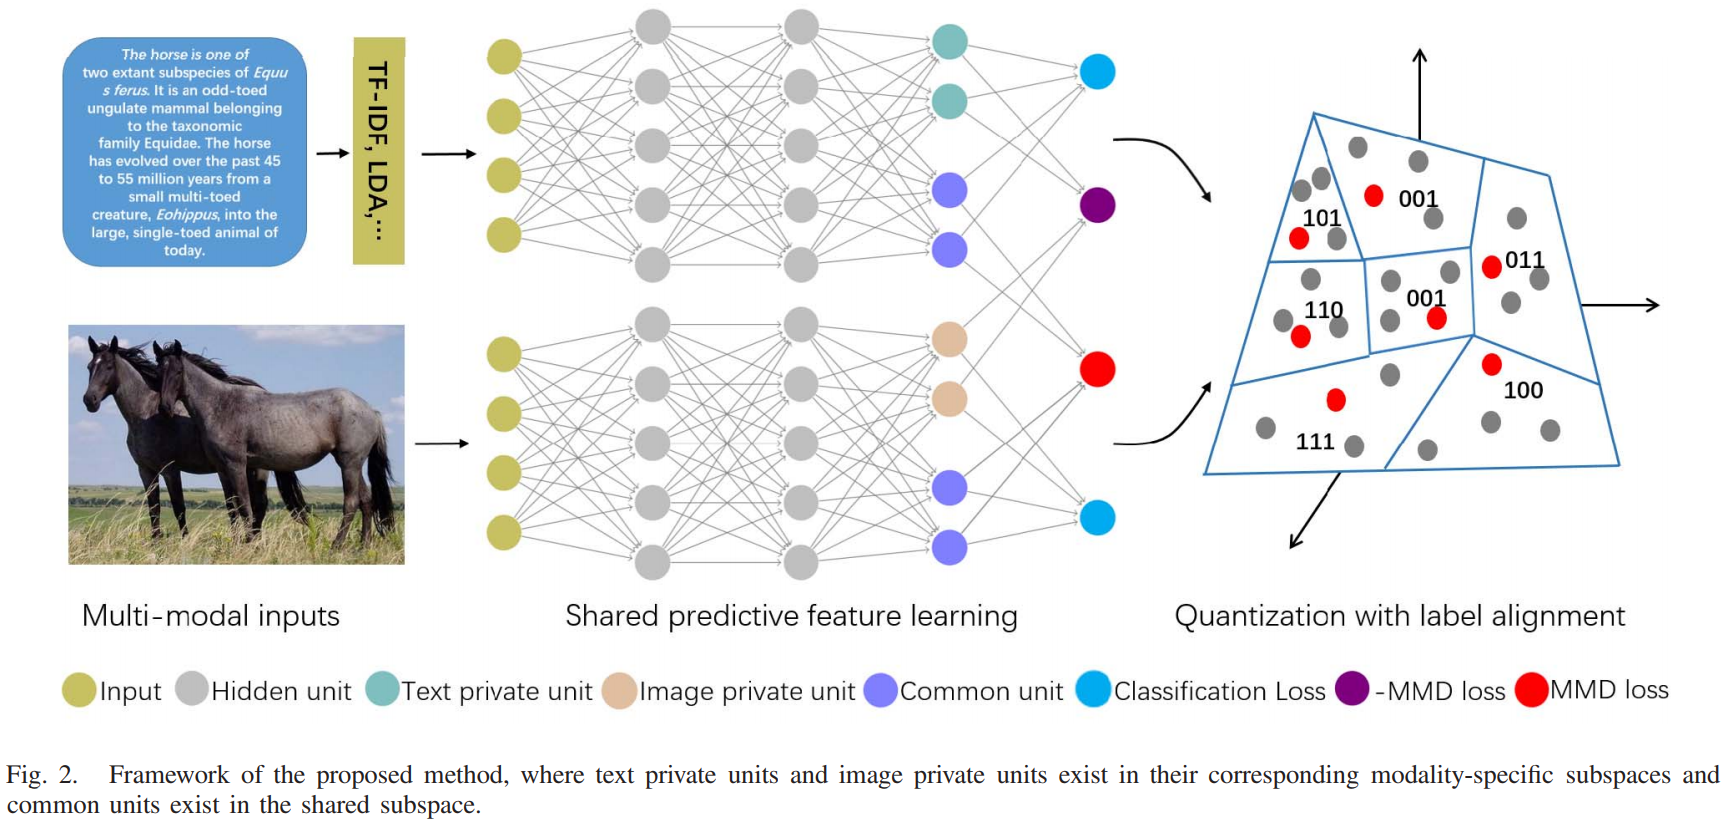 The horse is one of
two extant subspecies of Equu
s ferus. It is an odd-toed
ungulate mammal belonging
to the taxonomic
family Equidae. The horse
has evolved over the past 45
to 55 million years from a
small multi-toed
creature, Eohippus, into the
large, single-toed animal of
today.
TF-IDF, LDA,...
101
001
011
110
001
100
111
Multi-modal inputs
Shared predictive feature learning
Quantization with label alignment
Input
Hidden unit
Text private unit
Image private unit
Common unit
Classification Loss
-MMD loss
MMD loss
Fig. 2. Framework of the proposed method, where text private units and image private units exist in their corresponding modality-specific subspaces and
common units exist in the shared subspace.